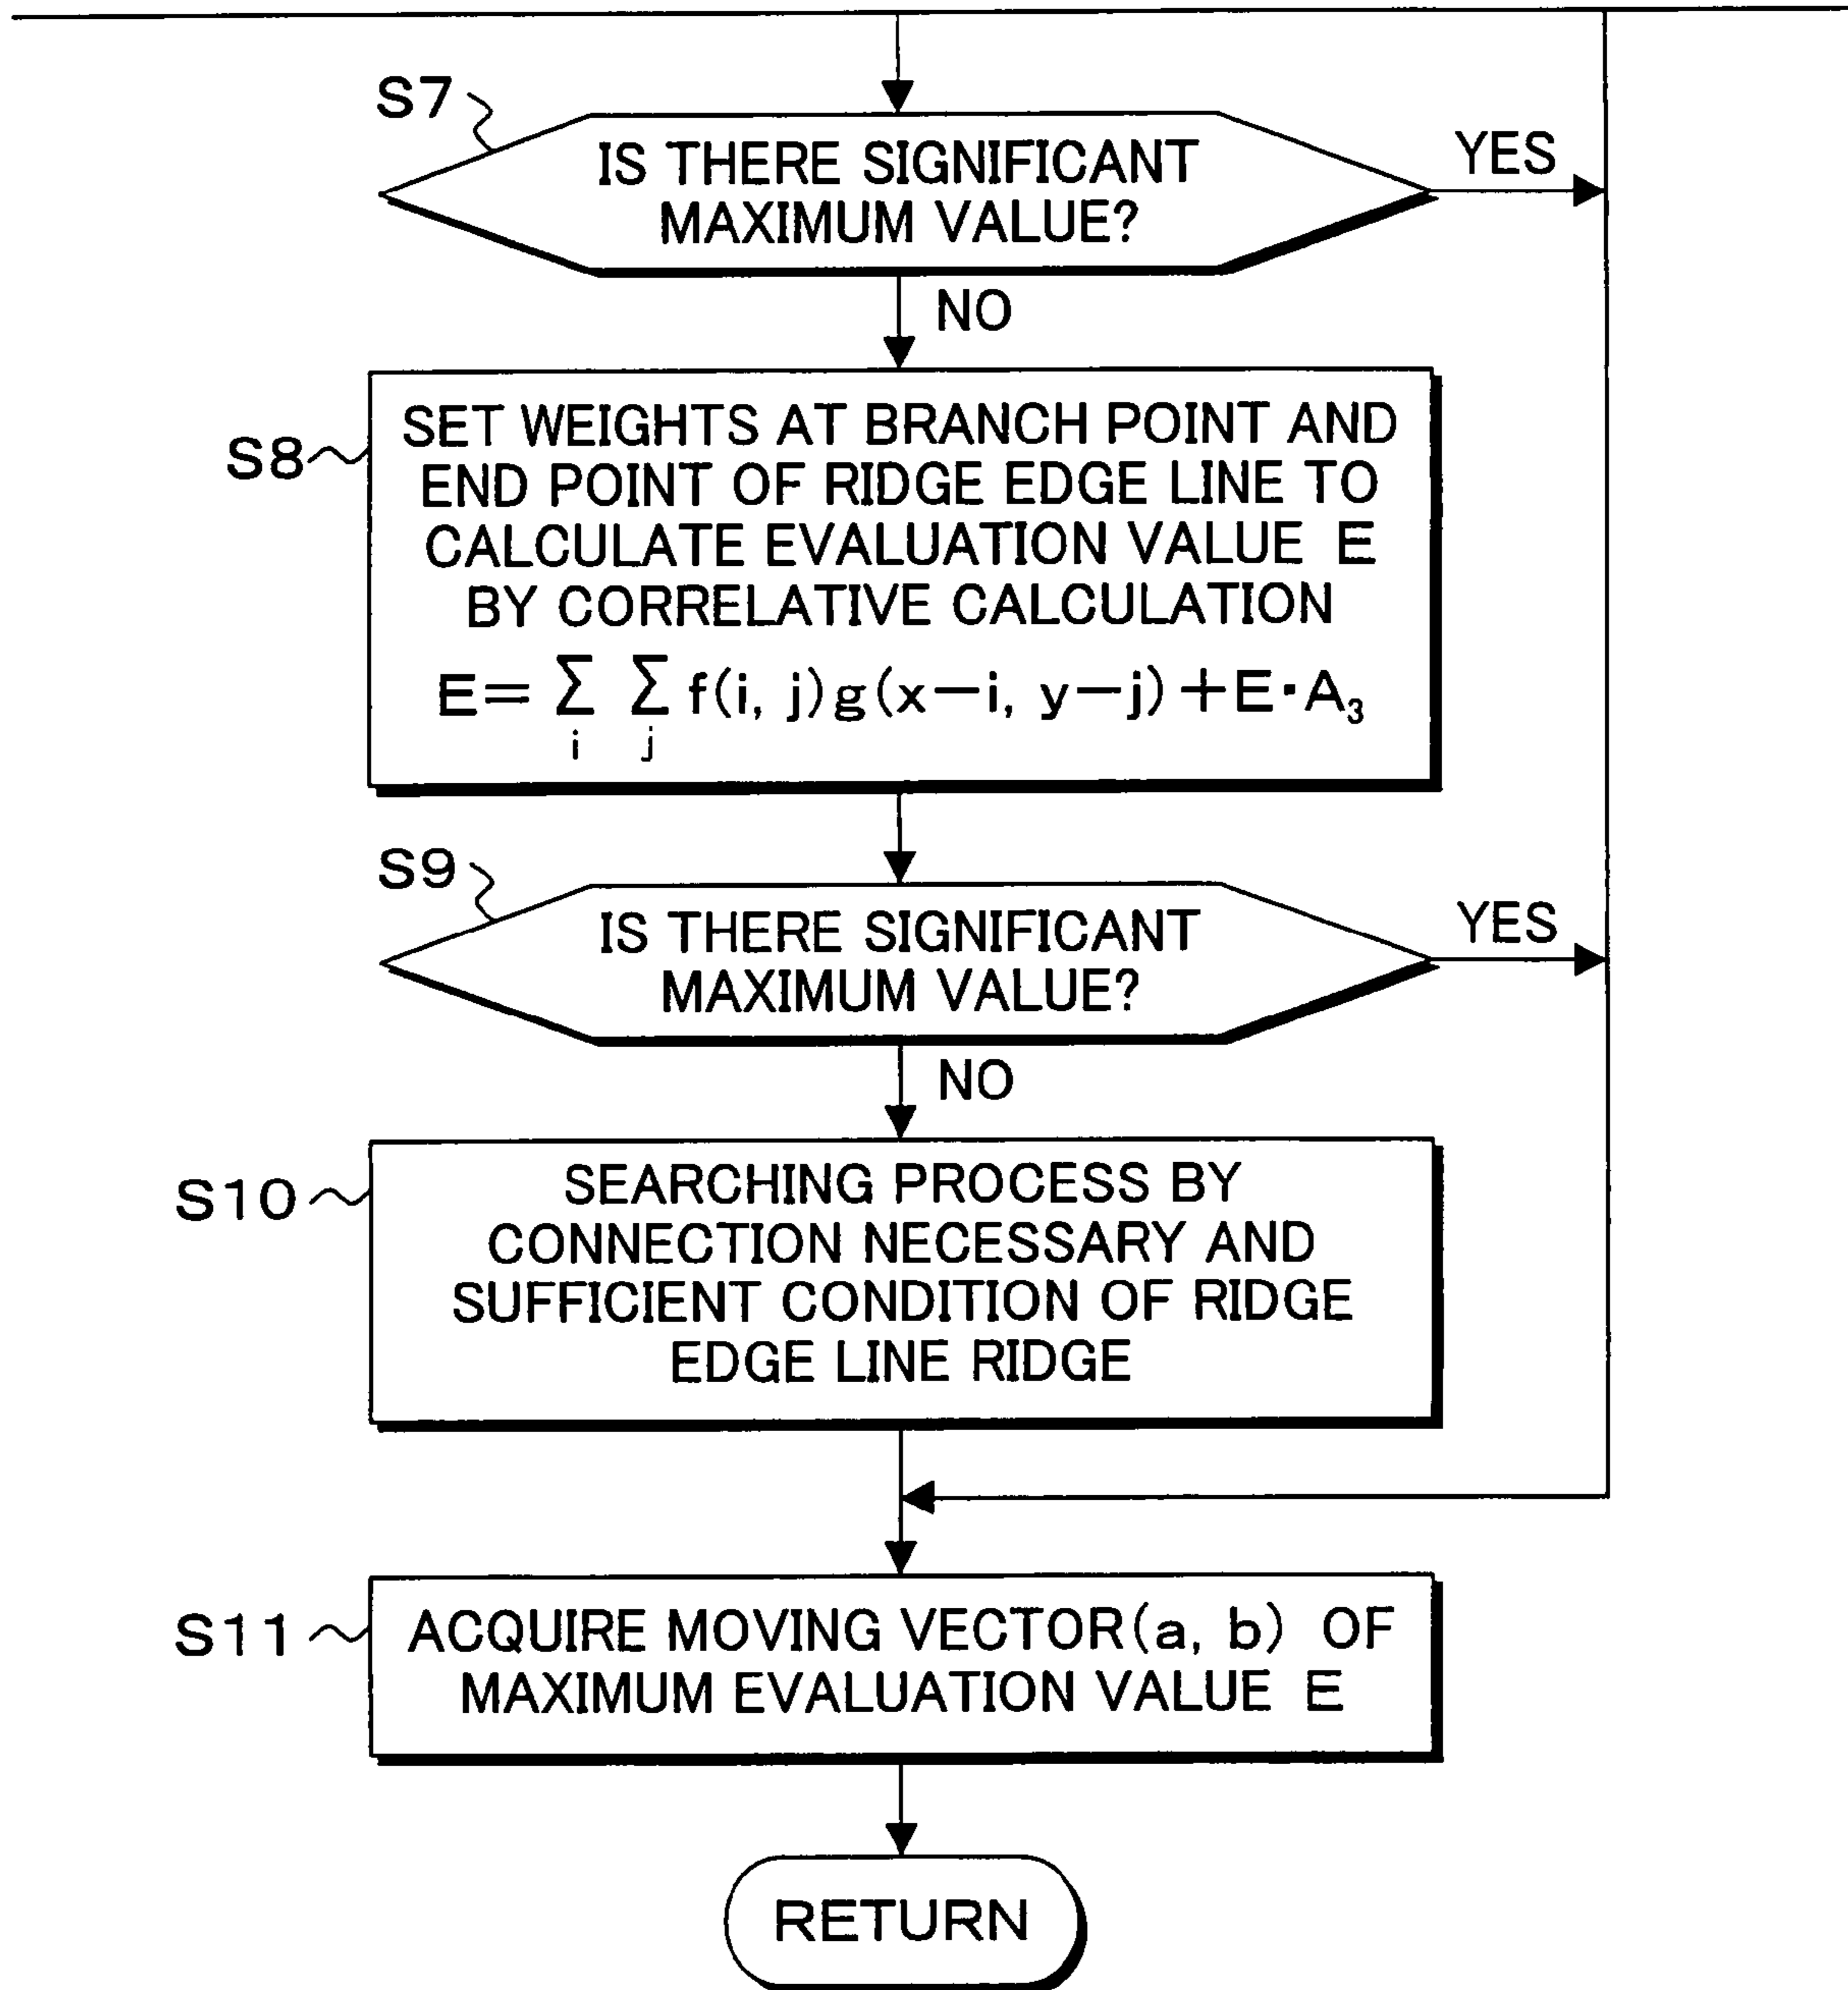 S7
IS THERE SIGNIFICANT
MAXIMUM VALUE?
YES
NO
S8
SET WEIGHTS AT BRANCH POINT AND
END POINT OF RIDGE EDGE LINE TO
CALCULATE EVALUATION VALUE E
BY CORRELATIVE CALCULATION
E=∑i ∑j f(i, j)g(x−i, y−j)+E·A₃
S9
IS THERE SIGNIFICANT
MAXIMUM VALUE?
YES
NO
S10
SEARCHING PROCESS BY
CONNECTION NECESSARY AND
SUFFICIENT CONDITION OF RIDGE
EDGE LINE RIDGE
S11
ACQUIRE MOVING VECTOR(a, b) OF
MAXIMUM EVALUATION VALUE E
RETURN